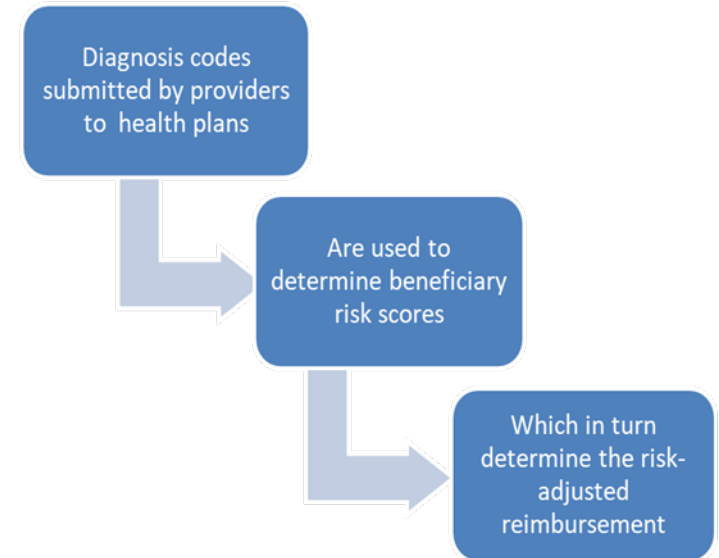 Diagnosis codes
submitted by providers
to health plans
Are used to
determine beneficiary
risk scores
Which in turn
determine the risk-
adjusted
reimbursement